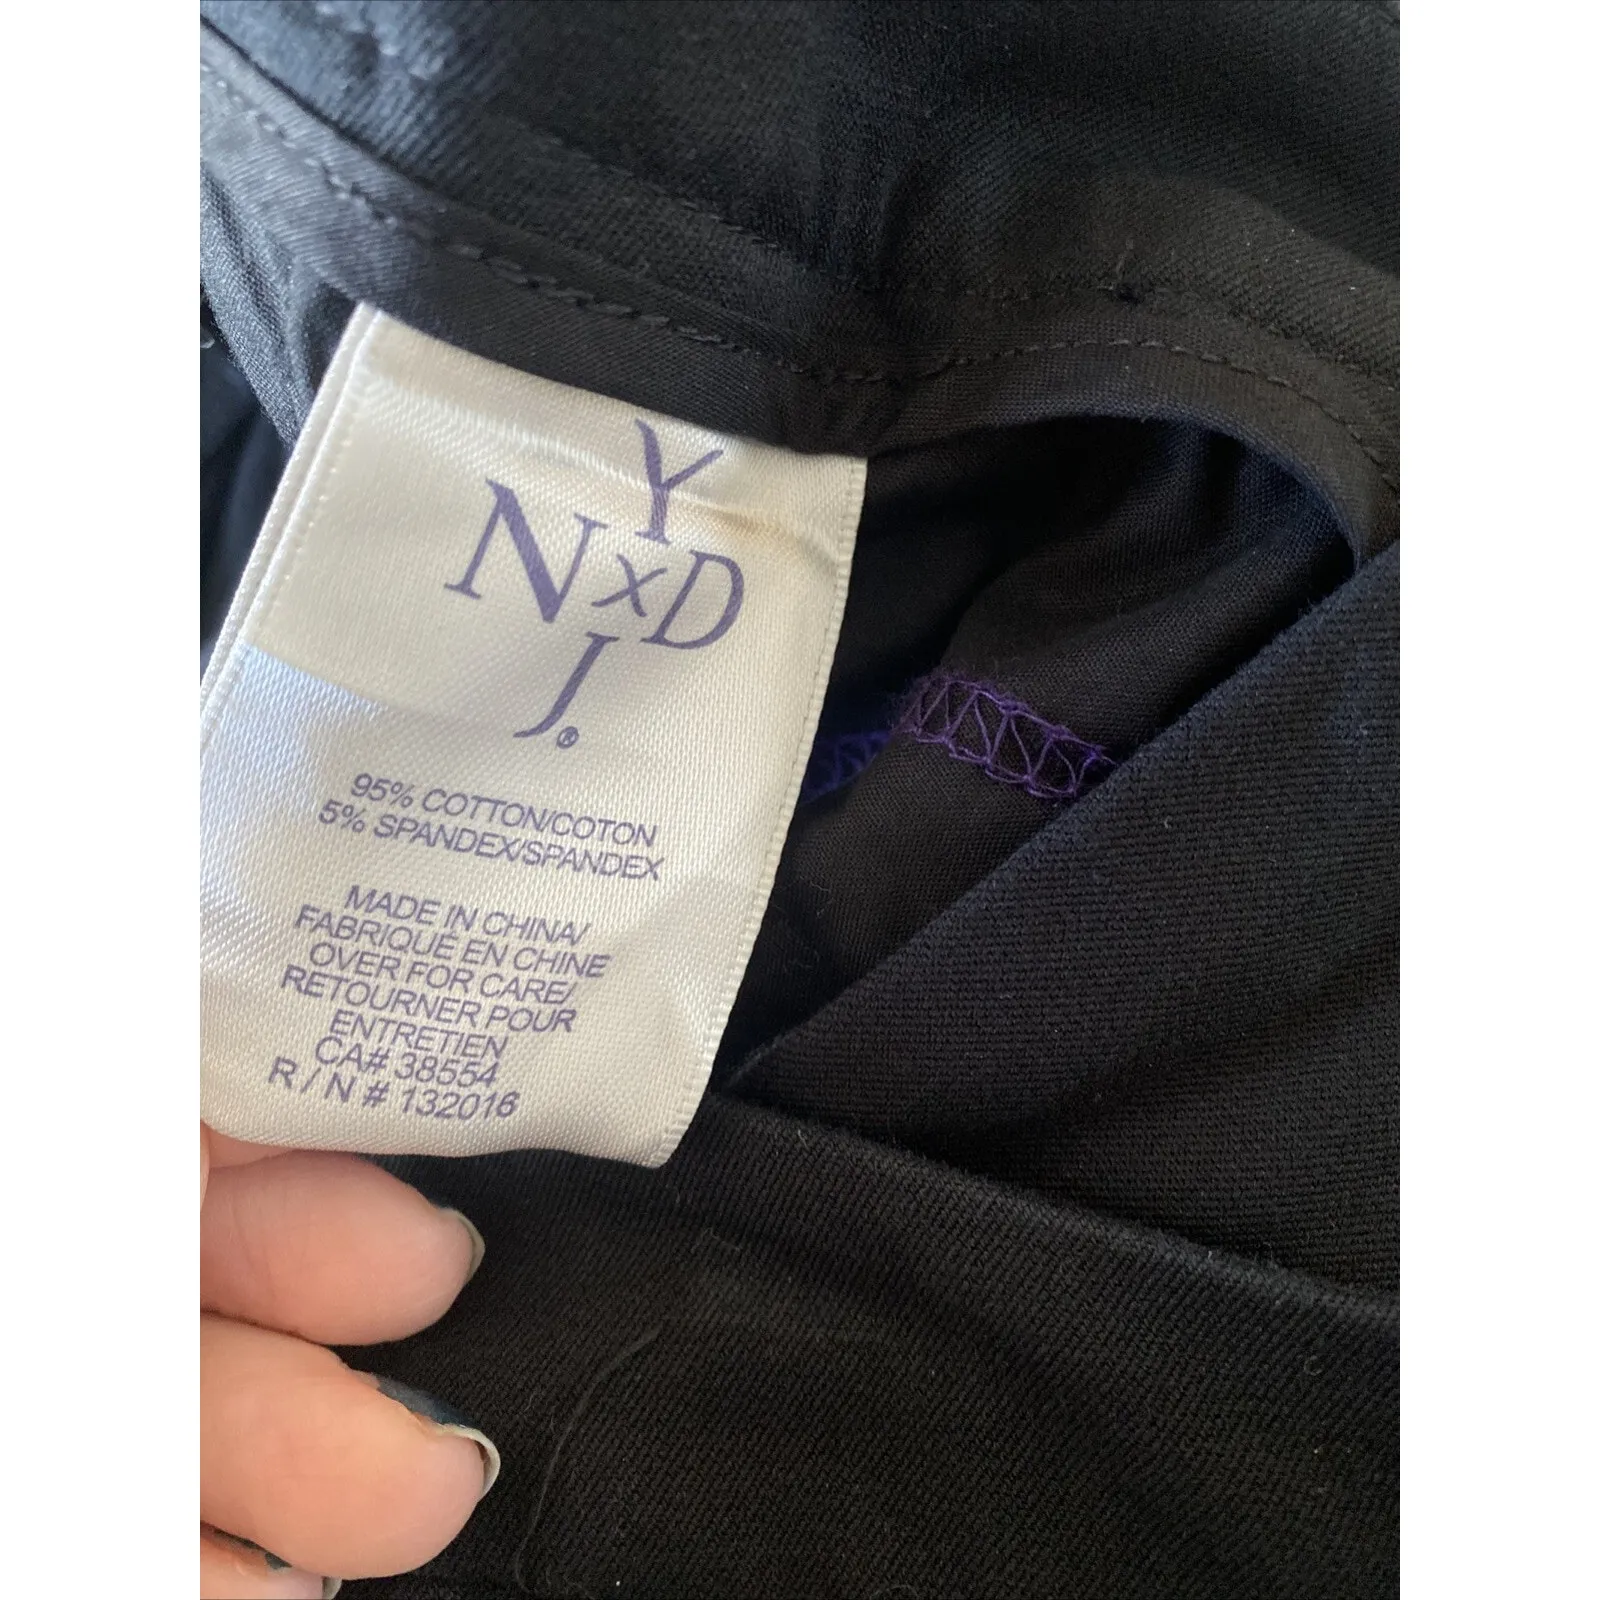 Y
N x D
J®
95% COTTON/COTON
5% SPANDEX/SPANDEX
MADE IN CHINA/
FABRIQUÉ EN CHINE
OVER FOR CARE/
RETOURNER POUR
ENTRETIEN
CA# 38554
R / N # 132016